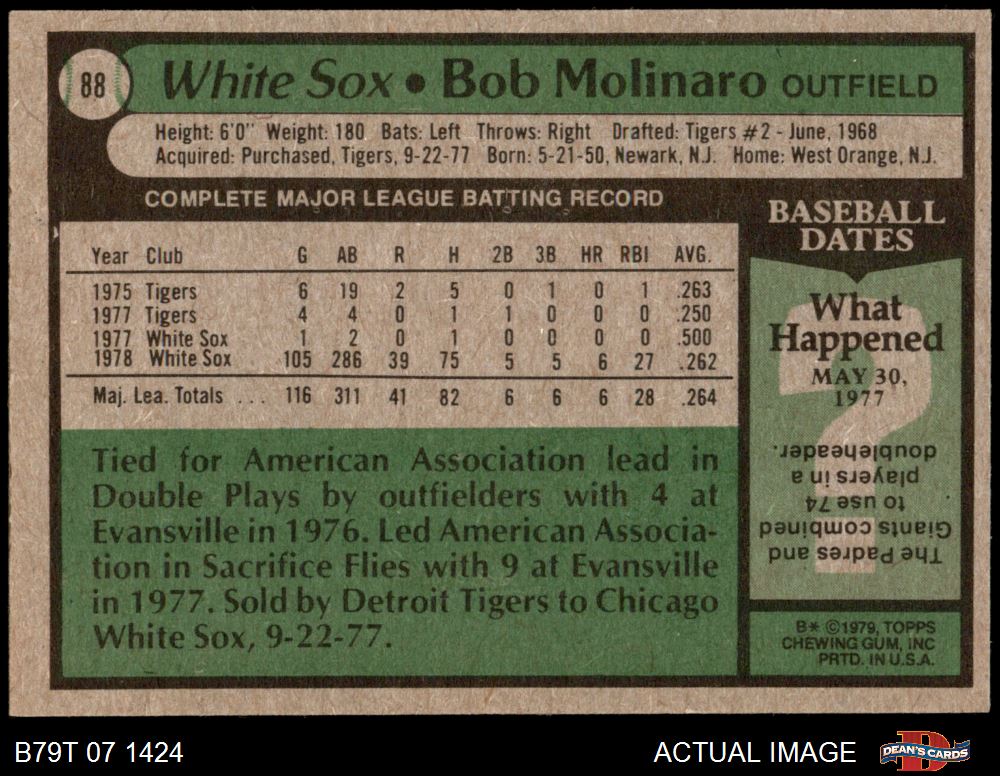 88
White Sox • Bob Molinaro OUTFIELD
Height: 6'0" Weight: 180 Bats: Left Throws: Right Drafted: Tigers #2 - June, 1968
Acquired: Purchased, Tigers, 9-22-77 Born: 5-21-50, Newark, N.J. Home: West Orange, N.J.
COMPLETE MAJOR LEAGUE BATTING RECORD
Year Club G AB R H 2B 3B HR RBI AVG.
1975 Tigers 6 19 2 5 0 1 0 1 .263
1977 Tigers 4 4 0 1 1 0 0 0 .250
1977 White Sox 1 2 0 1 0 0 0 0 .500
1978 White Sox 105 286 39 75 5 5 6 27 .262
Maj. Lea. Totals . . . 116 311 41 82 6 6 6 28 .264
Tied for American Association lead in
Double Plays by outfielders with 4 at
Evansville in 1976. Led American Associa-
tion in Sacrifice Flies with 9 at Evansville
in 1977. Sold by Detroit Tigers to Chicago
White Sox, 9-22-77.
BASEBALL
DATES
What
Happened
MAY 30,
1977
?
The Padres and
Giants combined
to use 74
players in a
doubleheader.
B* ©1979, TOPPS
CHEWING GUM, INC
PRTD. IN U.S.A.
B79T 07 1424
ACTUAL IMAGE
D
DEAN'S CARDS